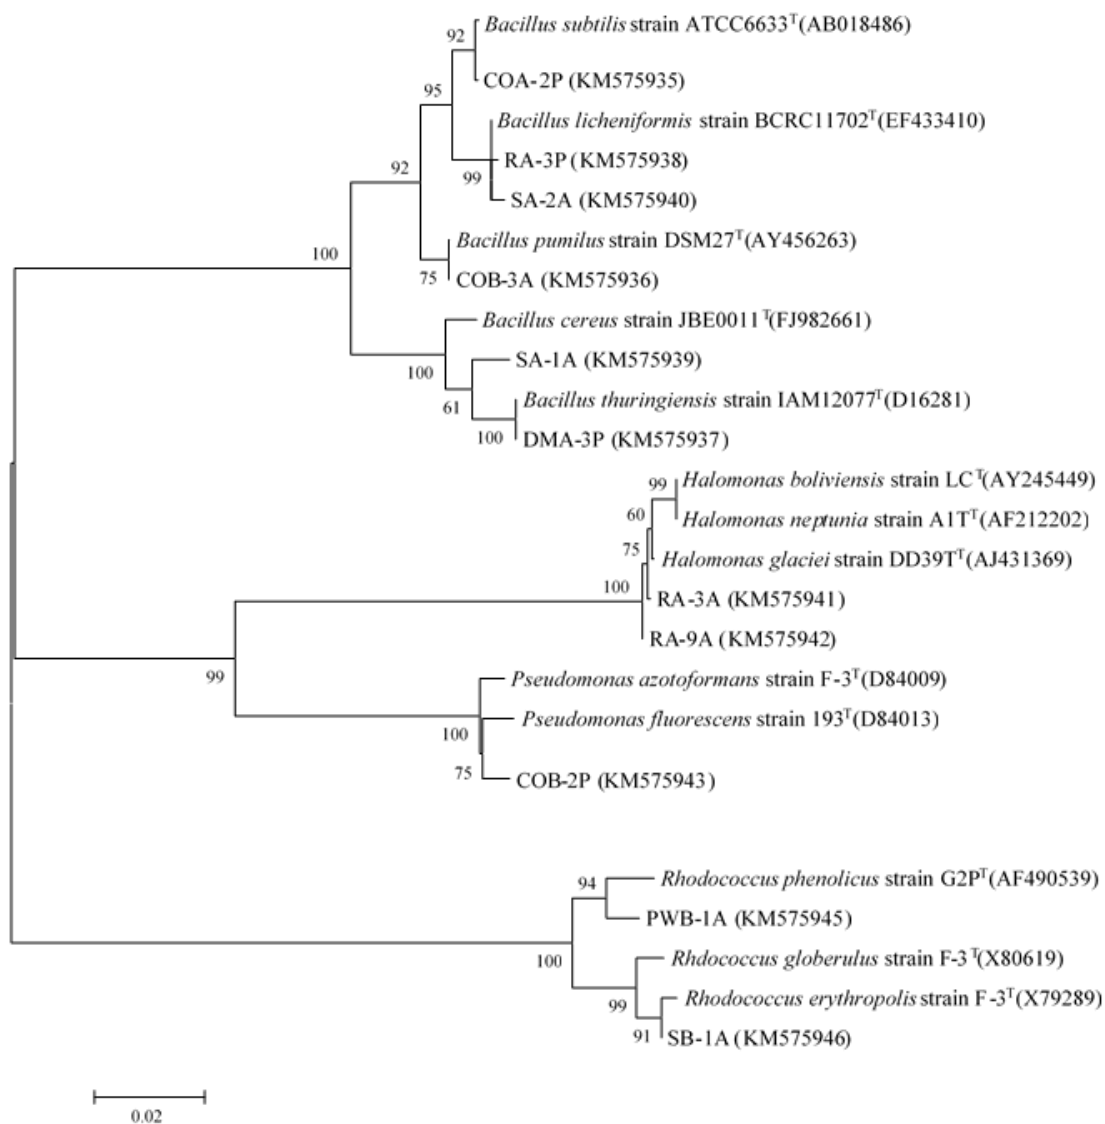 92
Bacillus subtilis strain ATCC6633ᵀ(AB018486)
COA-2P (KM575935)
95
Bacillus licheniformis strain BCRC11702ᵀ(EF433410)
RA-3P (KM575938)
99
SA-2A (KM575940)
92
Bacillus pumilus strain DSM27ᵀ(AY456263)
75
COB-3A (KM575936)
100
Bacillus cereus strain JBE0011ᵀ(FJ982661)
100
SA-1A (KM575939)
61
Bacillus thuringiensis strain IAM12077ᵀ(D16281)
100
DMA-3P (KM575937)
99
Halomonas boliviensis strain LCᵀ(AY245449)
60
Halomonas neptunia strain A1Tᵀ(AF212202)
75
Halomonas glaciei strain DD39Tᵀ(AJ431369)
100
RA-3A (KM575941)
RA-9A (KM575942)
99
Pseudomonas azotoformans strain F-3ᵀ(D84009)
Pseudomonas fluorescens strain 193ᵀ(D84013)
100
75
COB-2P (KM575943)
94
Rhodococcus phenolicus strain G2Pᵀ(AF490539)
PWB-1A (KM575945)
100
Rhdococcus globerulus strain F-3ᵀ(X80619)
99
Rhodococcus erythropolis strain F-3ᵀ(X79289)
91
SB-1A (KM575946)
0.02